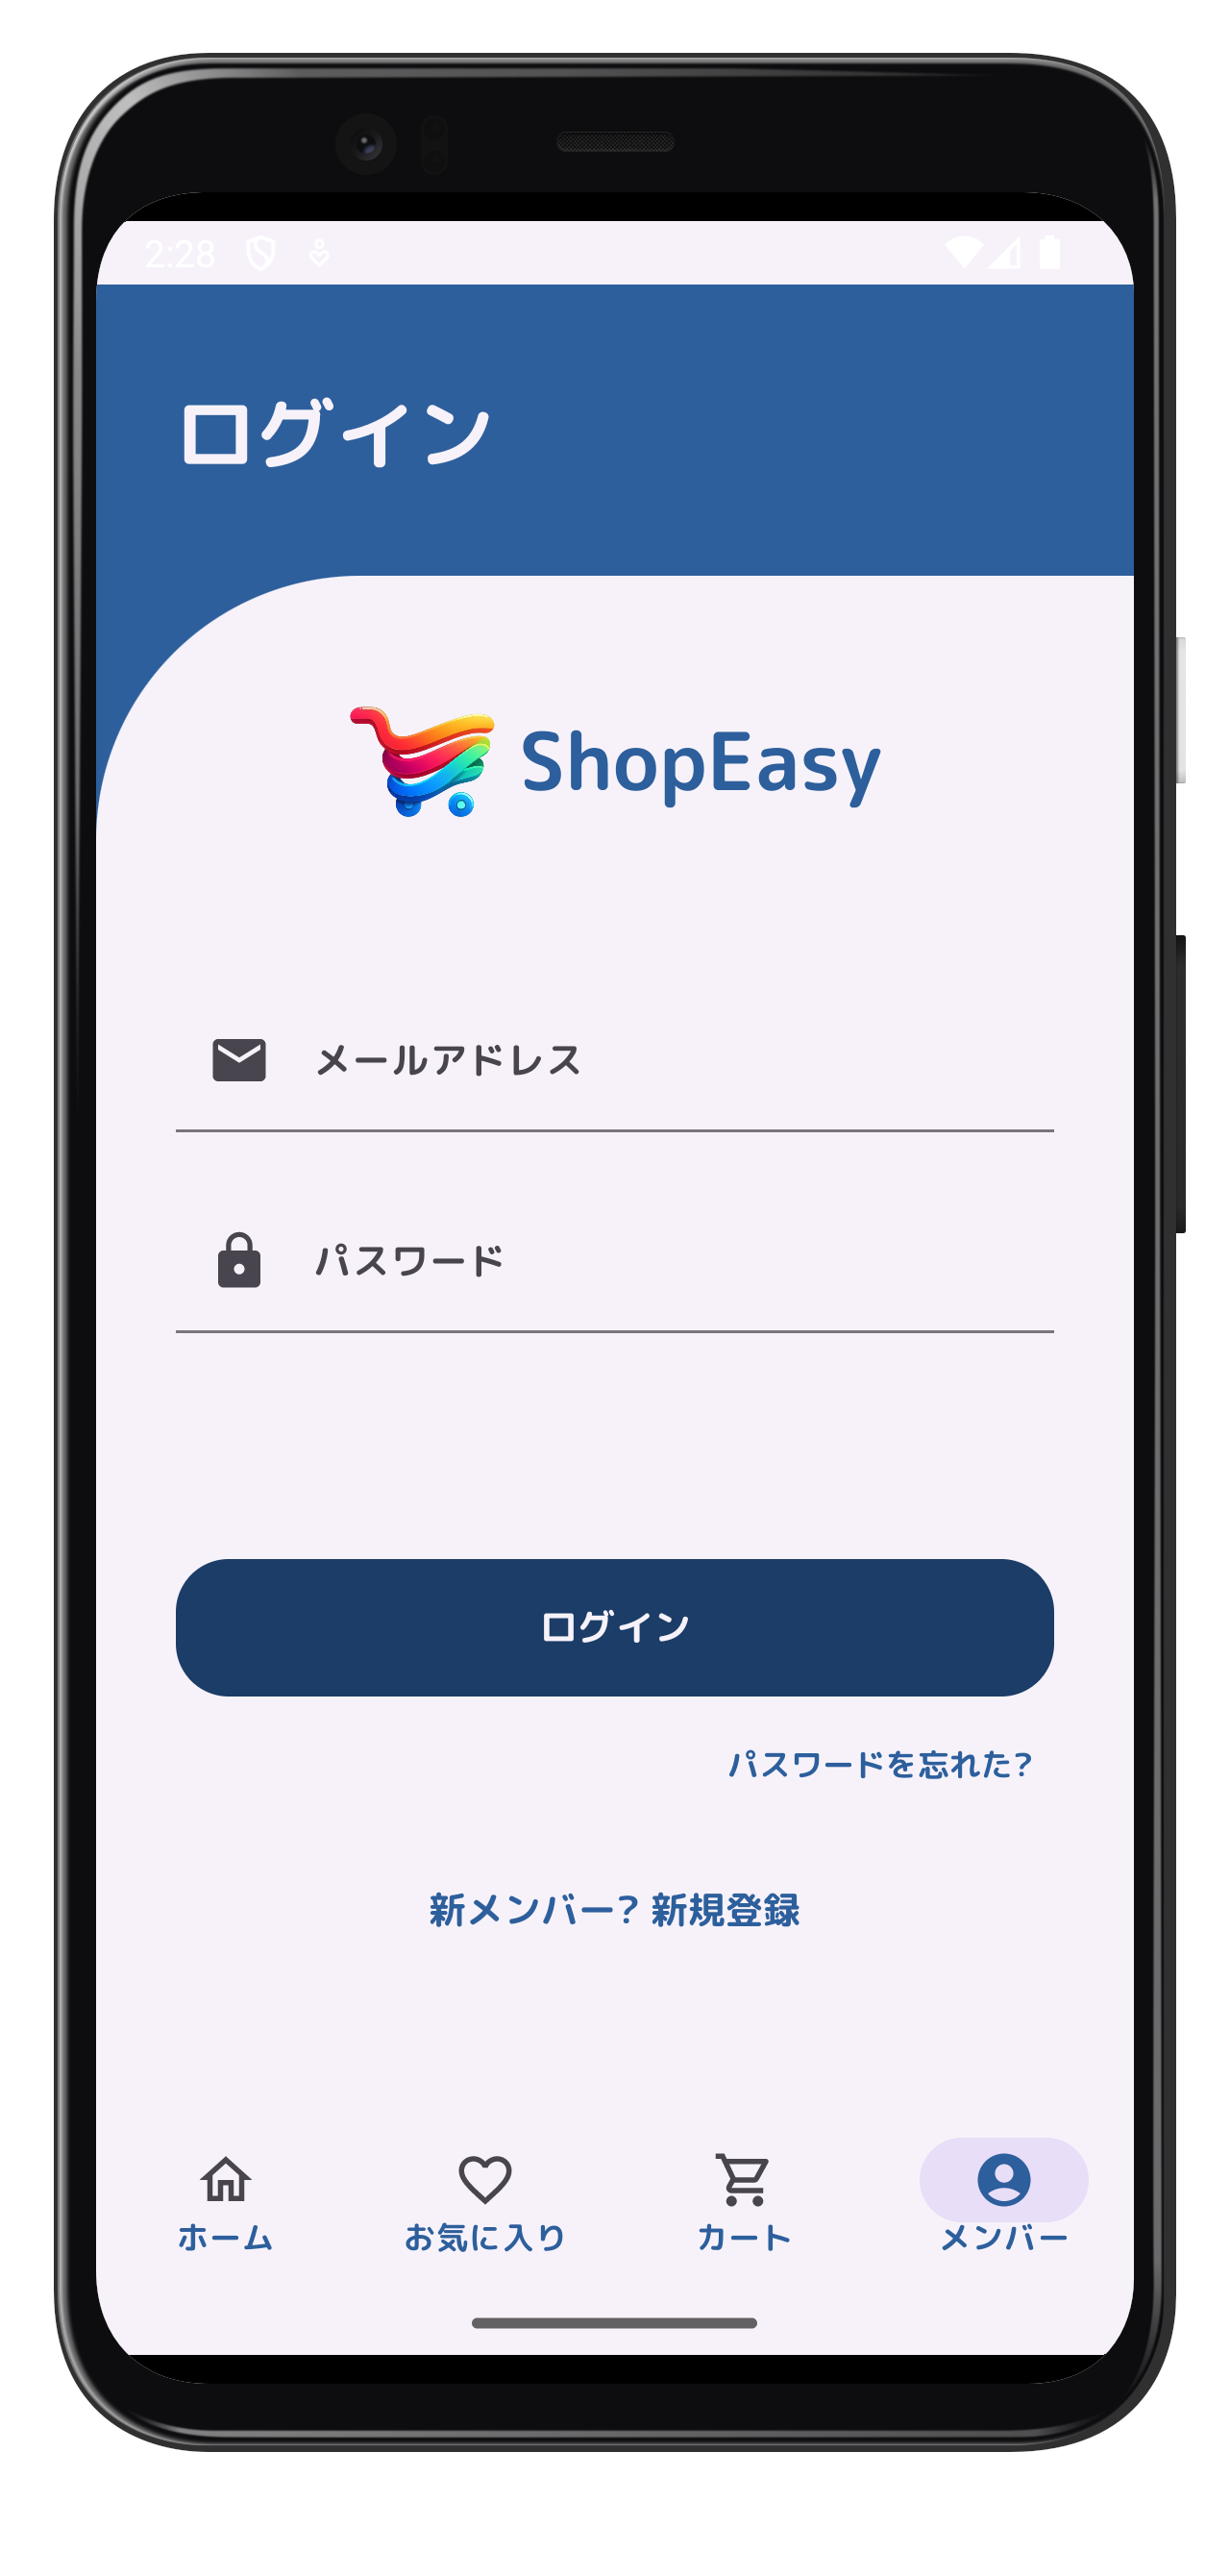 2:28
ログイン
ShopEasy
メールアドレス
パスワード
ログイン
パスワードを忘れた?
新メンバー? 新規登録
ホーム
お気に入り
カート
メンバー